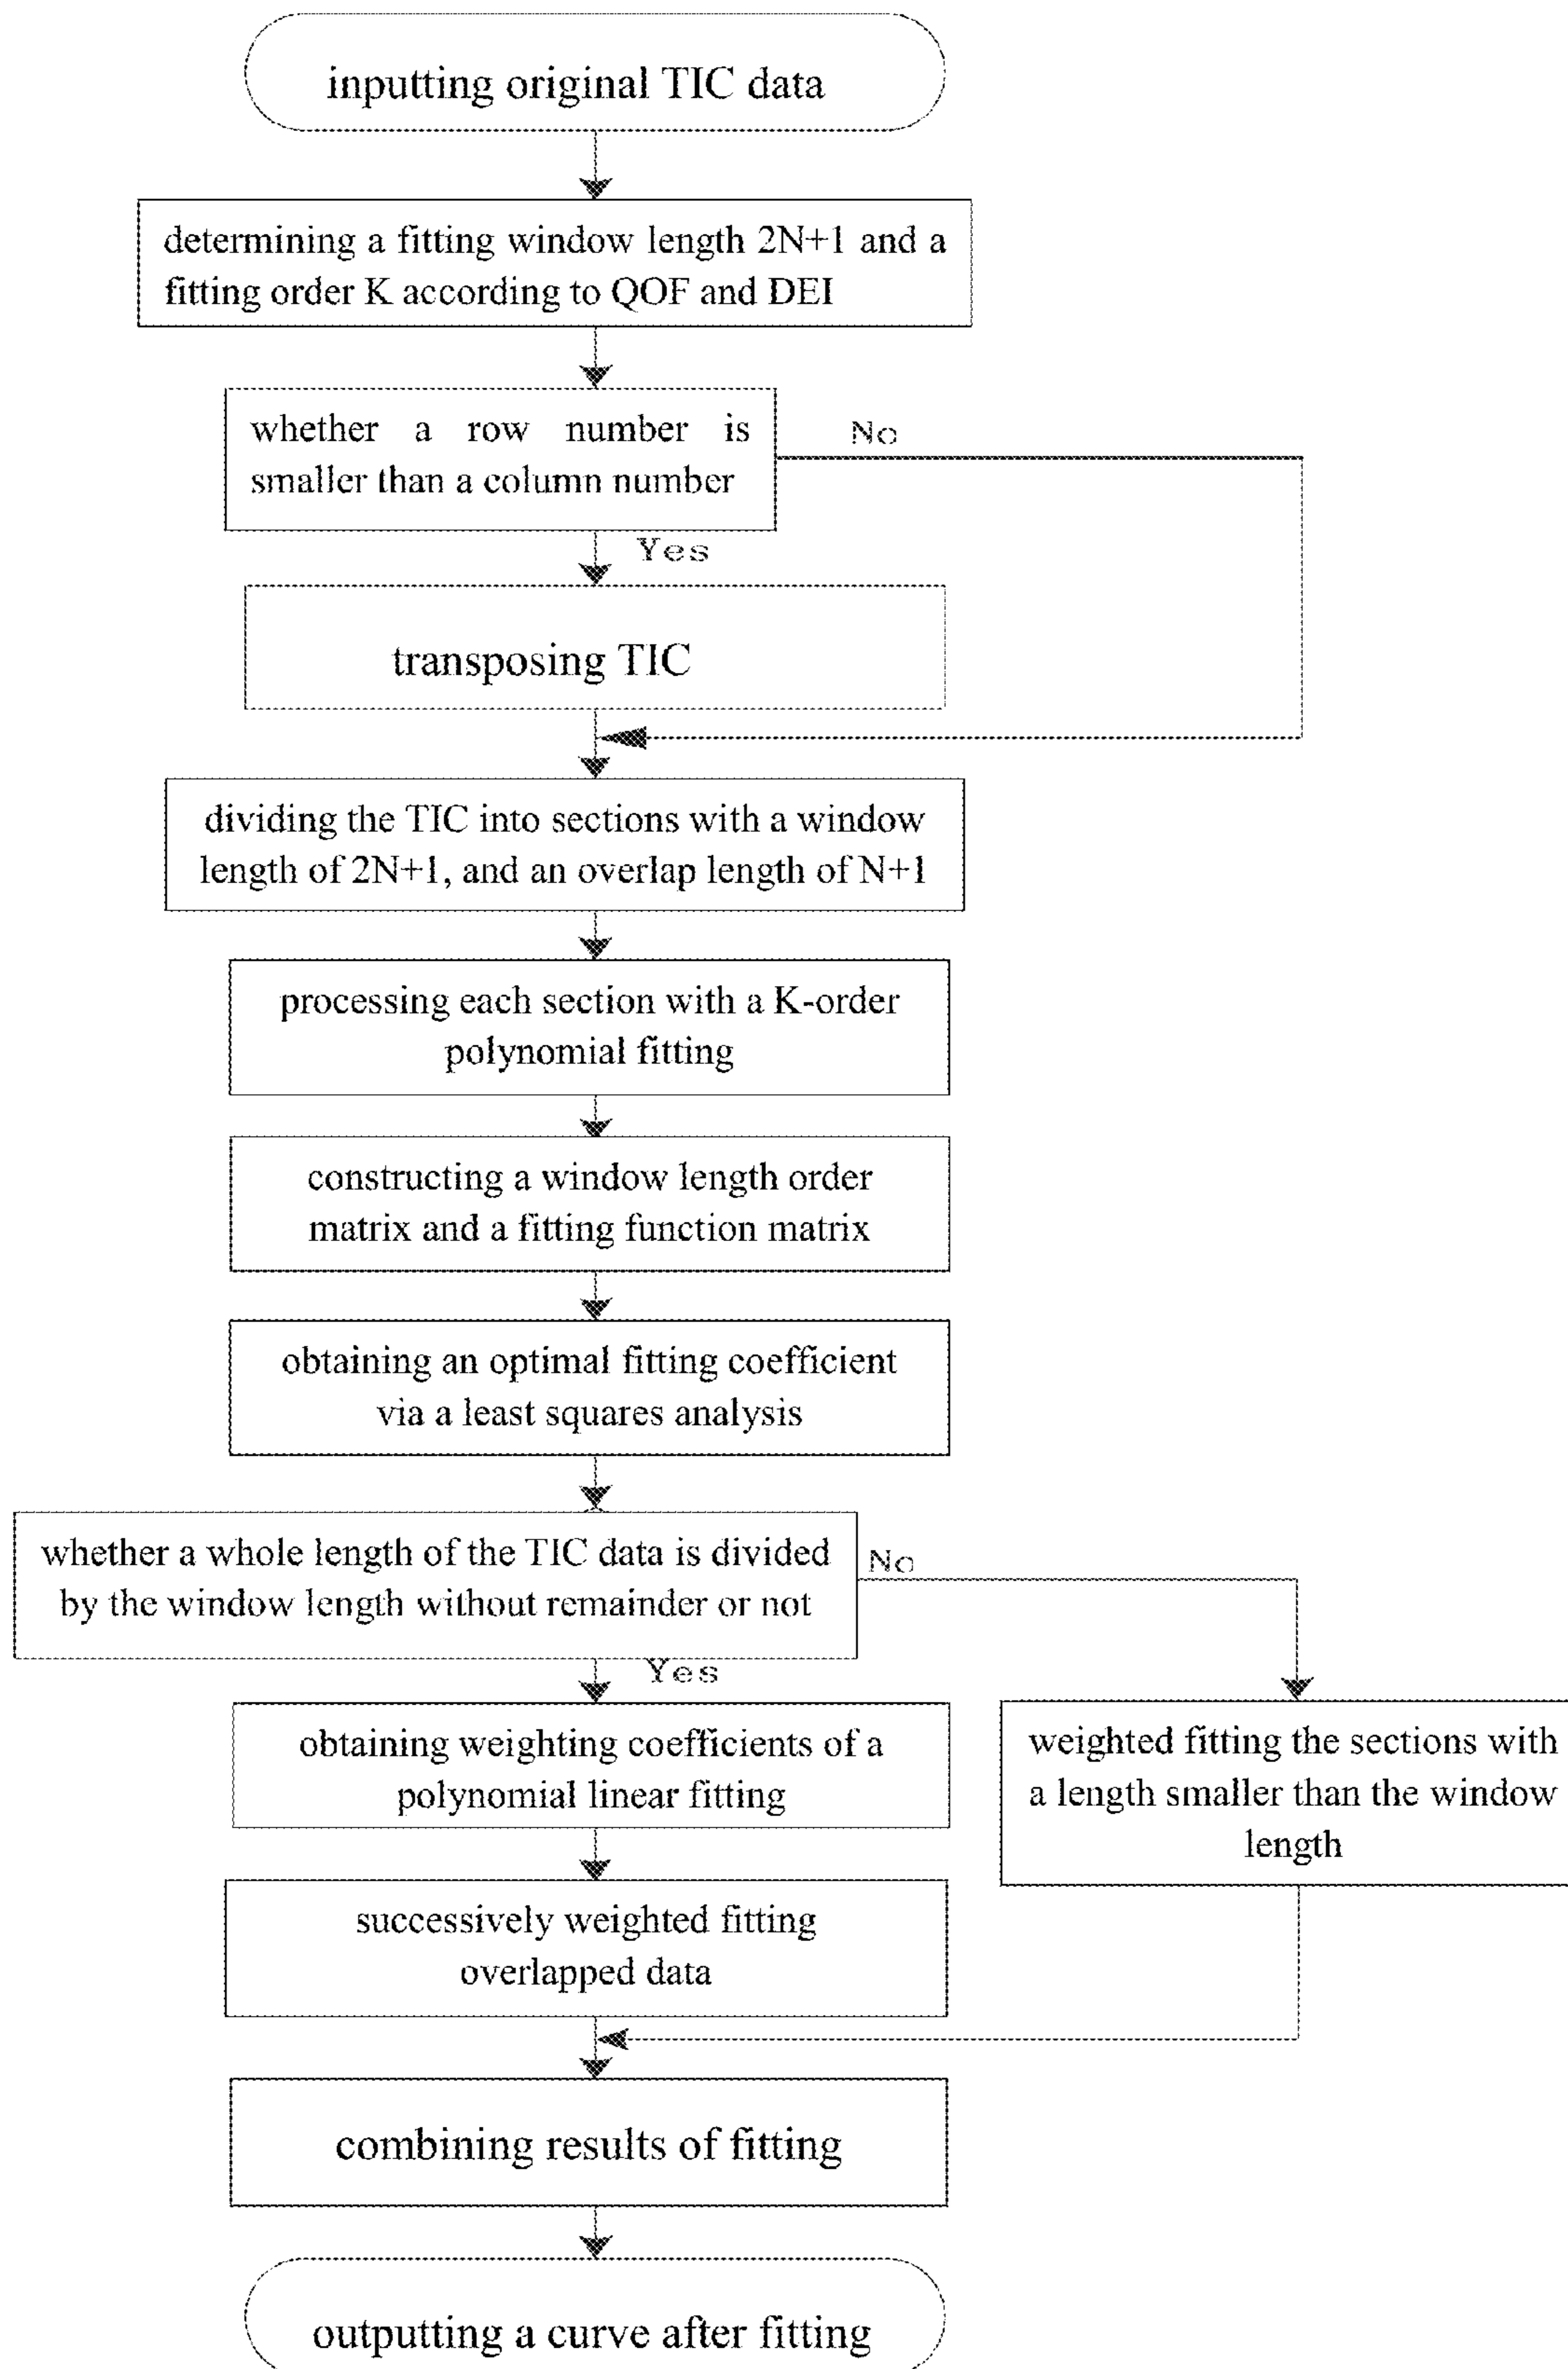 inputting original TIC data
determining a fitting window length 2N+1 and a
fitting order K according to QOF and DEI
whether a row number is
smaller than a column number
No
Yes
transposing TIC
dividing the TIC into sections with a window
length of 2N+1, and an overlap length of N+1
processing each section with a K-order
polynomial fitting
constructing a window length order
matrix and a fitting function matrix
obtaining an optimal fitting coefficient
via a least squares analysis
whether a whole length of the TIC data is divided
by the window length without remainder or not
No
Yes
obtaining weighting coefficients of a
polynomial linear fitting
weighted fitting the sections with
a length smaller than the window
length
successively weighted fitting
overlapped data
combining results of fitting
outputting a curve after fitting